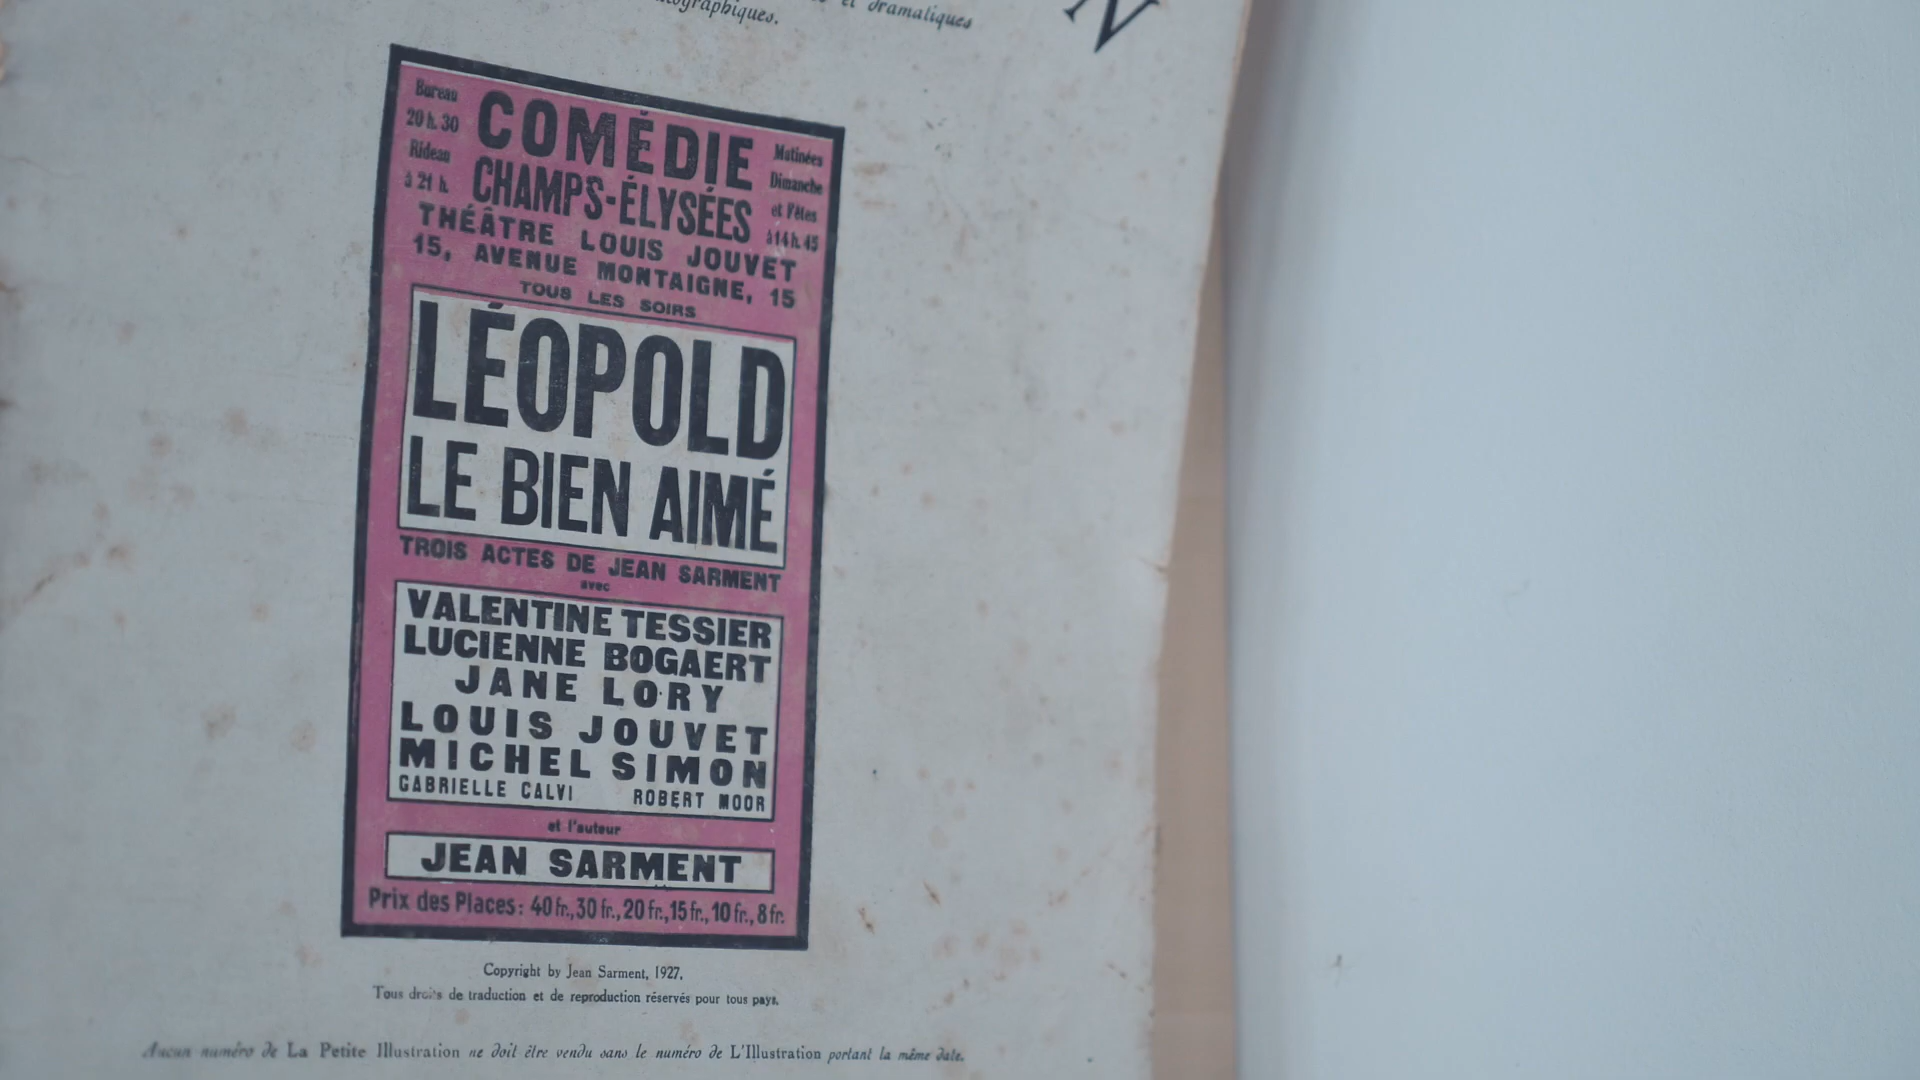 et dramatiques
N
Bureau
20 h. 30
Rideau
à 21 h.
COMÉDIE
CHAMPS-ÉLYSÉES
Matinées
Dimanche
et Fêtes
à 14 h. 45
THÉÂTRE LOUIS JOUVET
15, AVENUE MONTAIGNE, 15
TOUS LES SOIRS
LÉOPOLD
LE BIEN AIMÉ
TROIS ACTES DE JEAN SARMENT
avec
VALENTINE TESSIER
LUCIENNE BOGAERT
JANE LORY
LOUIS JOUVET
MICHEL SIMON
GABRIELLE CALVI ROBERT MOOR
et l'auteur
JEAN SARMENT
Prix des Places : 40 fr., 30 fr., 20 fr., 15 fr., 10 fr., 8 fr.
Copyright by Jean Sarment, 1927.
Tous droits de traduction et de reproduction réservés pour tous pays.
Aucun numéro de La Petite Illustration ne doit être vendu sans le numéro de L'Illustration portant la même date.